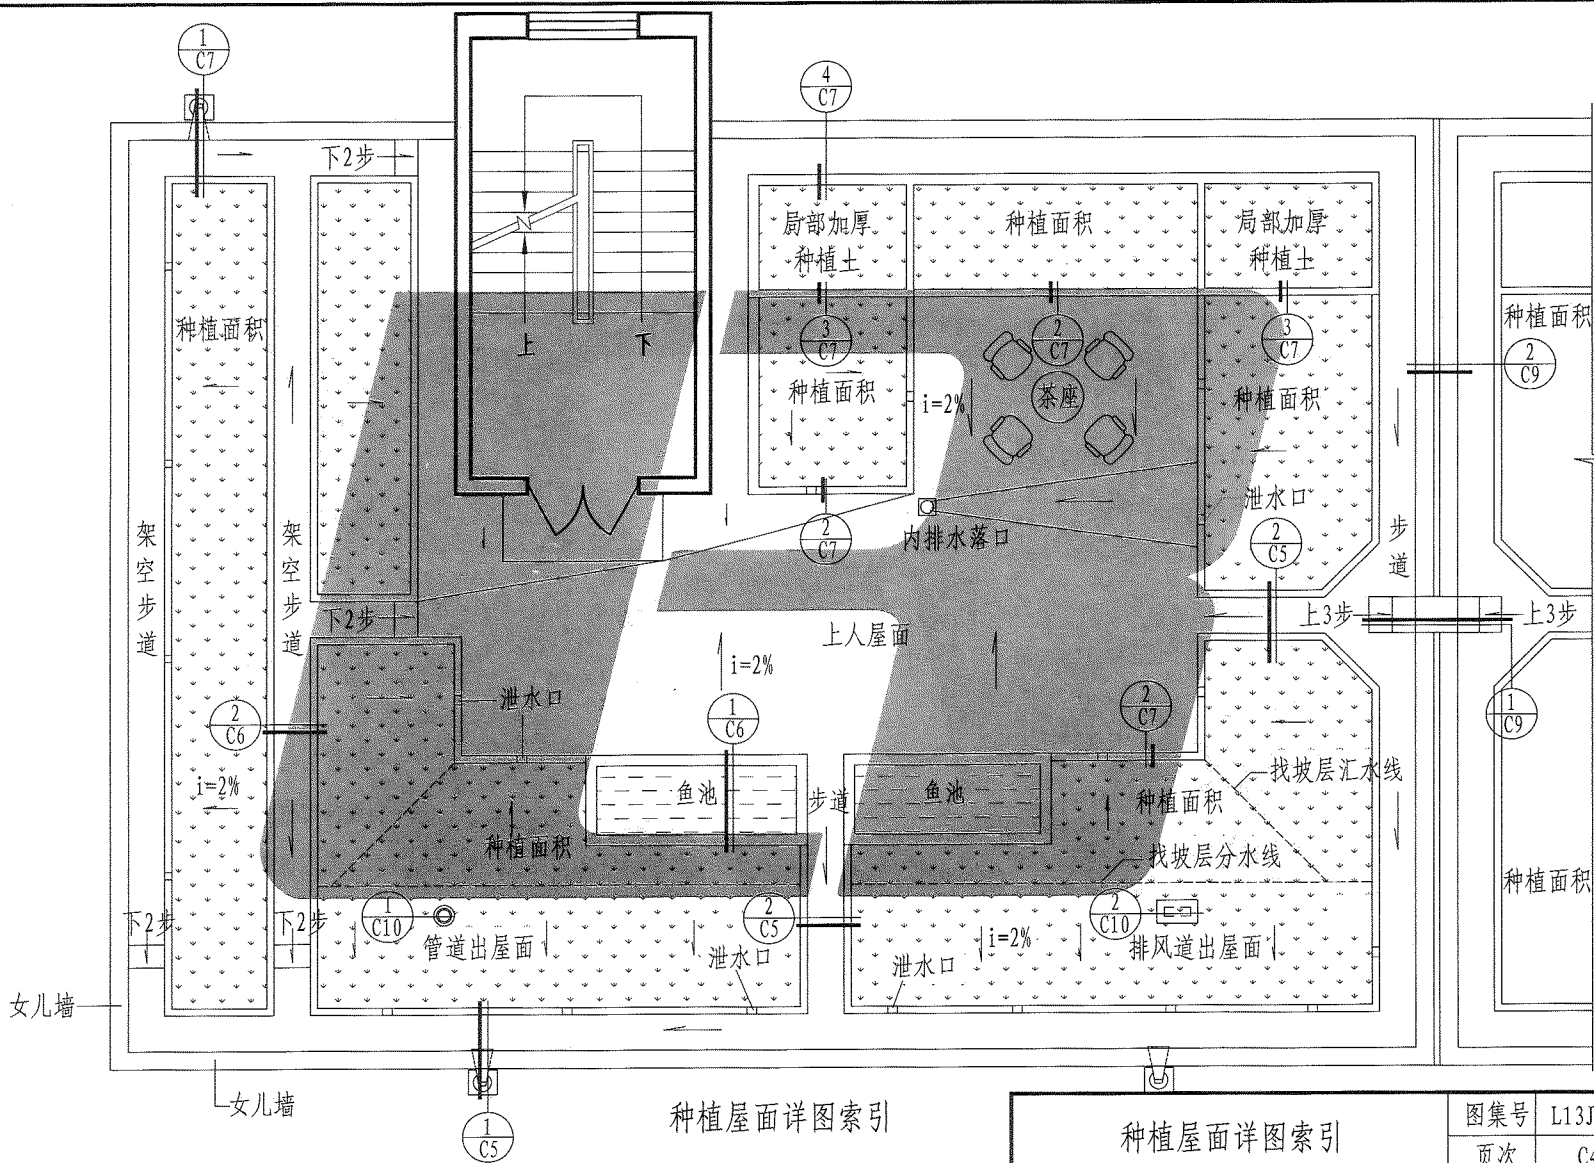 1
C7
4
C7
下2步
局部加厚
种植土
种植面积
局部加厚
种植土
种植面积
上
下
3
C7
2
C7
3
C7
种植面积
2
C9
种植面积
i=2%
茶座
种植面积
架空步道
架空步道
2
C7
内排水落口
泄水口
2
C5
步道
下2步
上人屋面
上3步
上3步
i=2%
泄水口
2
C6
1
C6
2
C7
1
C9
i=2%
鱼池
步道
鱼池
种植面积
找坡层汇水线
种植面积
找坡层分水线
种植面积
下2步
下2步
1
C10
管道出屋面
2
C5
泄水口
泄水口
i=2%
2
C10
排风道出屋面
女儿墙
女儿墙
1
C5
种植屋面详图索引
种植屋面详图索引
图集号
L13J
页次